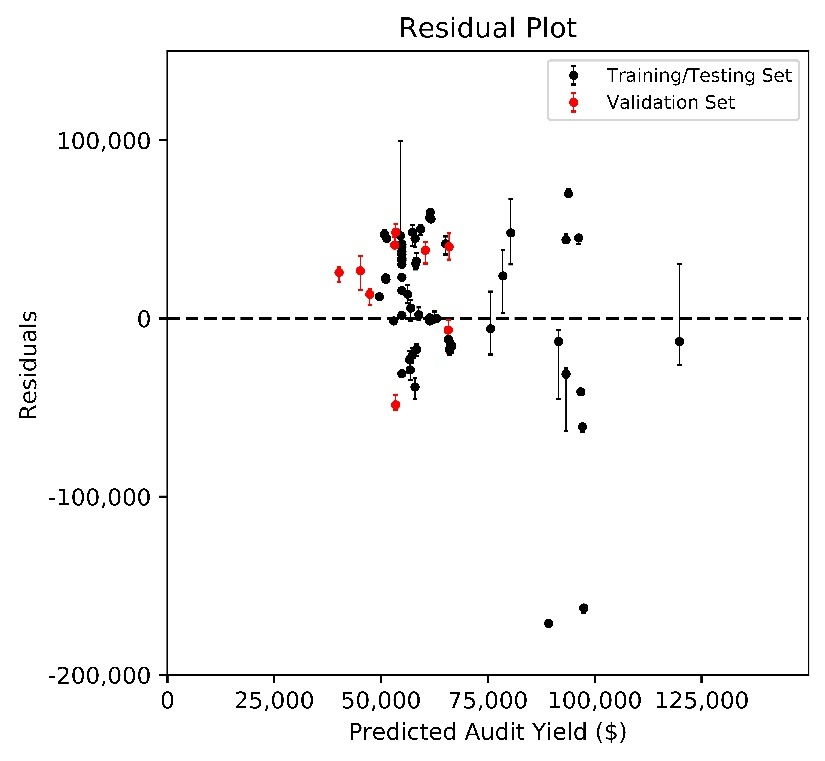 Residual Plot
Training/Testing Set
Validation Set
100,000
0
-100,000
-200,000
Residuals
0 25,000 50,000 75,000 100,000 125,000
Predicted Audit Yield ($)